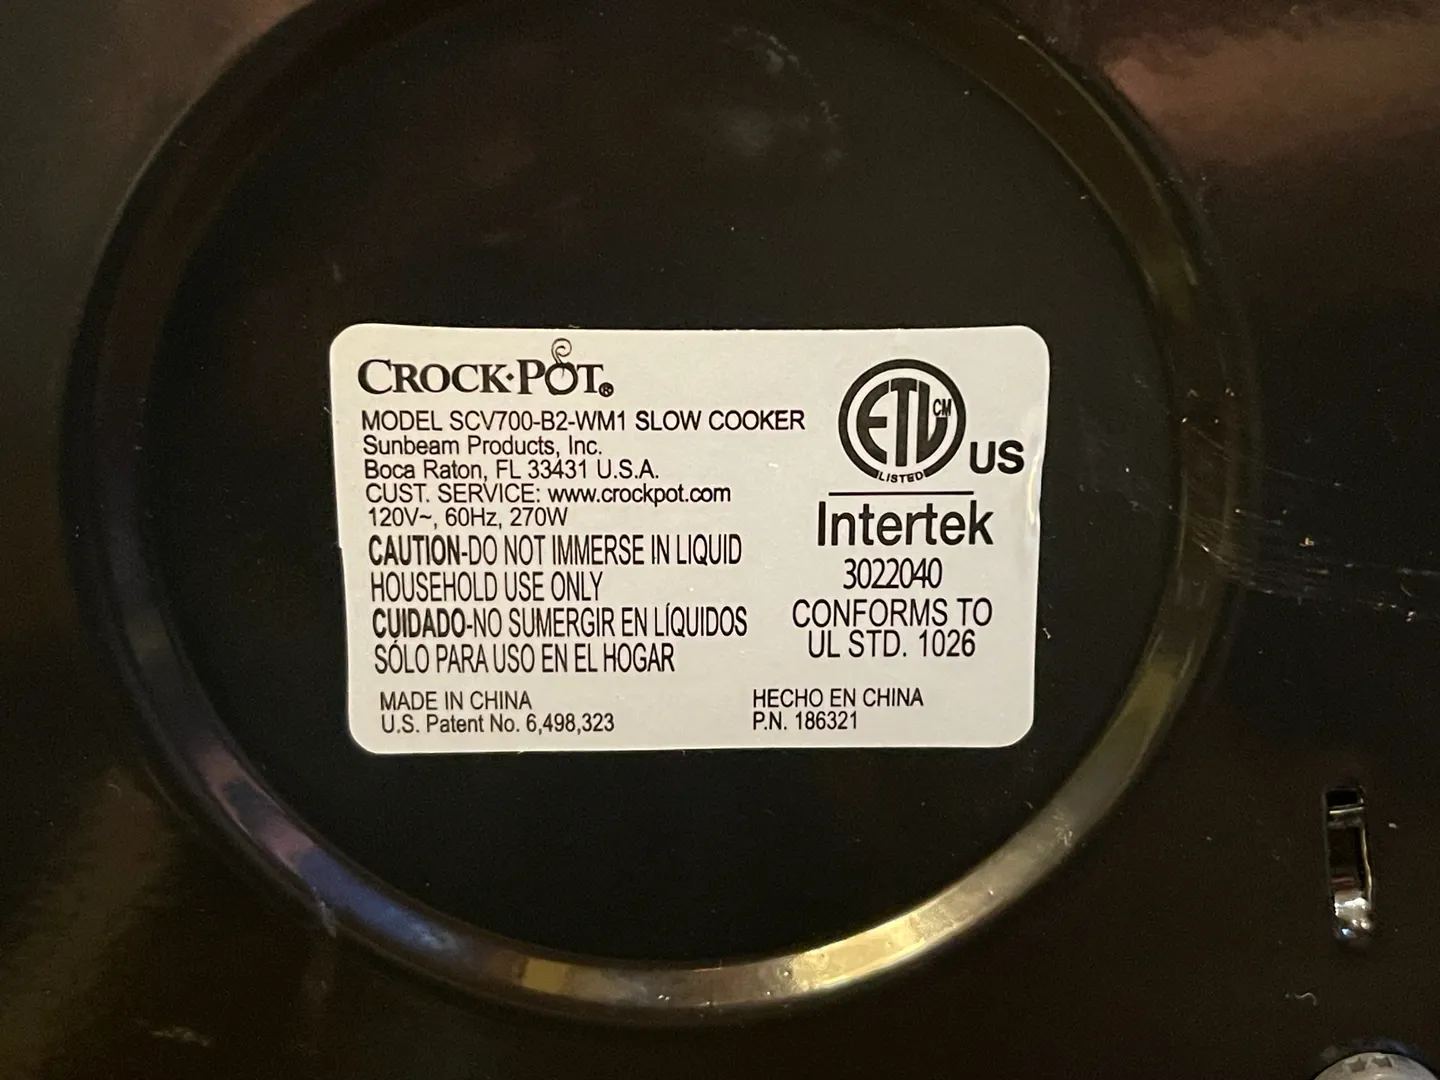 CROCK·POT®
MODEL SCV700-B2-WM1 SLOW COOKER
Sunbeam Products, Inc.
Boca Raton, FL 33431 U.S.A.
CUST. SERVICE: www.crockpot.com
120V~, 60Hz, 270W
CAUTION-DO NOT IMMERSE IN LIQUID
HOUSEHOLD USE ONLY
CUIDADO-NO SUMERGIR EN LÍQUIDOS
SÓLO PARA USO EN EL HOGAR
MADE IN CHINA
U.S. Patent No. 6,498,323
ETL CM
LISTED
US
Intertek
3022040
CONFORMS TO
UL STD. 1026
HECHO EN CHINA
P.N. 186321